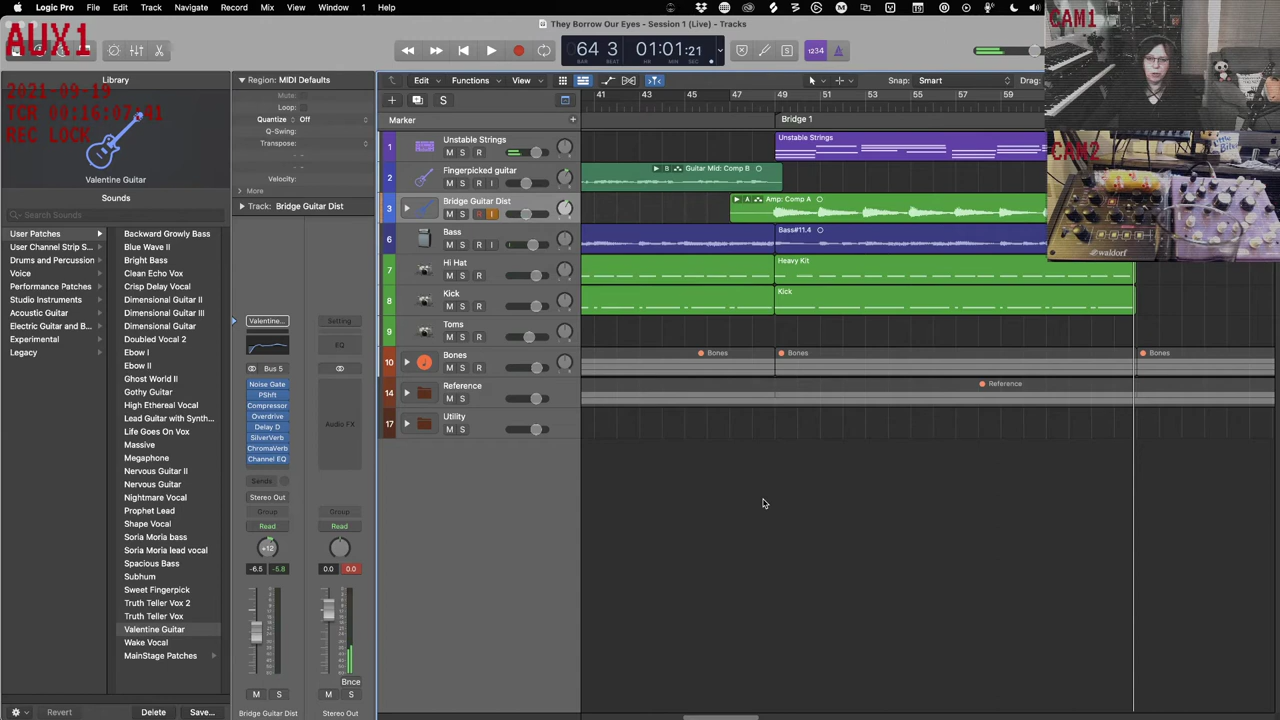 Logic Pro File Edit Track Navigate Record Mix View Window 1 Help
They Borrow Our Eyes - Session 1 (Live) - Tracks
AUX1
64 3 01:01:21
BAR BEAT
1234
CAM1
Library
2021-09-19
TCR 00:16:07:41
REC LOCK
Valentine Guitar
Sounds
Search Sounds
User Patches
User Channel Strip S...
Drums and Percussion
Voice
Performance Patches
Studio Instruments
Acoustic Guitar
Electric Guitar and B...
Experimental
Legacy
Backward Growly Bass
Blue Wave II
Bright Bass
Clean Echo Vox
Crisp Delay Vocal
Dimensional Guitar II
Dimensional Guitar III
Dimensional Guitar
Doubled Vocal 2
Ebow I
Ebow II
Ghost World II
Gothy Guitar
High Ethereal Vocal
Lead Guitar with Synth...
Life Goes On Vox
Massive
Megaphone
Nervous Guitar II
Nervous Guitar
Nightmare Vocal
Prophet Lead
Shape Vocal
Soria Moria bass
Soria Moria lead vocal
Spacious Bass
Subhum
Sweet Fingerpick
Truth Teller Vox 2
Truth Teller Vox
Valentine Guitar
Wake Vocal
MainStage Patches
Revert Delete Save...
Region: MIDI Defaults
Mute:
Loop:
Quantize Off
Q-Swing:
Transpose:
Velocity:
More
Track: Bridge Guitar Dist
Valentine...
Bus 5
Noise Gate
PShft
Compressor
Overdrive
Delay D
SilverVerb
ChromaVerb
Channel EQ
Sends
Stereo Out
Group
Read
+12
-6.5 -5.8
M S
Bridge Guitar Dist
Setting
EQ
Audio FX
Group
Read
0.0 0.0
Bnce
M S
Stereo Out
Edit Functions View Snap: Smart Drag:
41 43 45 47 49 51 53 55 57 59
Marker
Bridge 1
1 Unstable Strings
M S R
Unstable Strings
2 Fingerpicked guitar
M S R I
B Guitar Mid: Comp B
3 Bridge Guitar Dist
M S R I
A Amp: Comp A
6 Bass
M S R I
Bass#11.4
7 Hi Hat
M S R
Heavy Kit
8 Kick
M S R
Kick
9 Toms
M S R
10 Bones
M S R
Bones
Bones
Bones
14 Reference
M S
Reference
17 Utility
M S
CAM2
waldorf